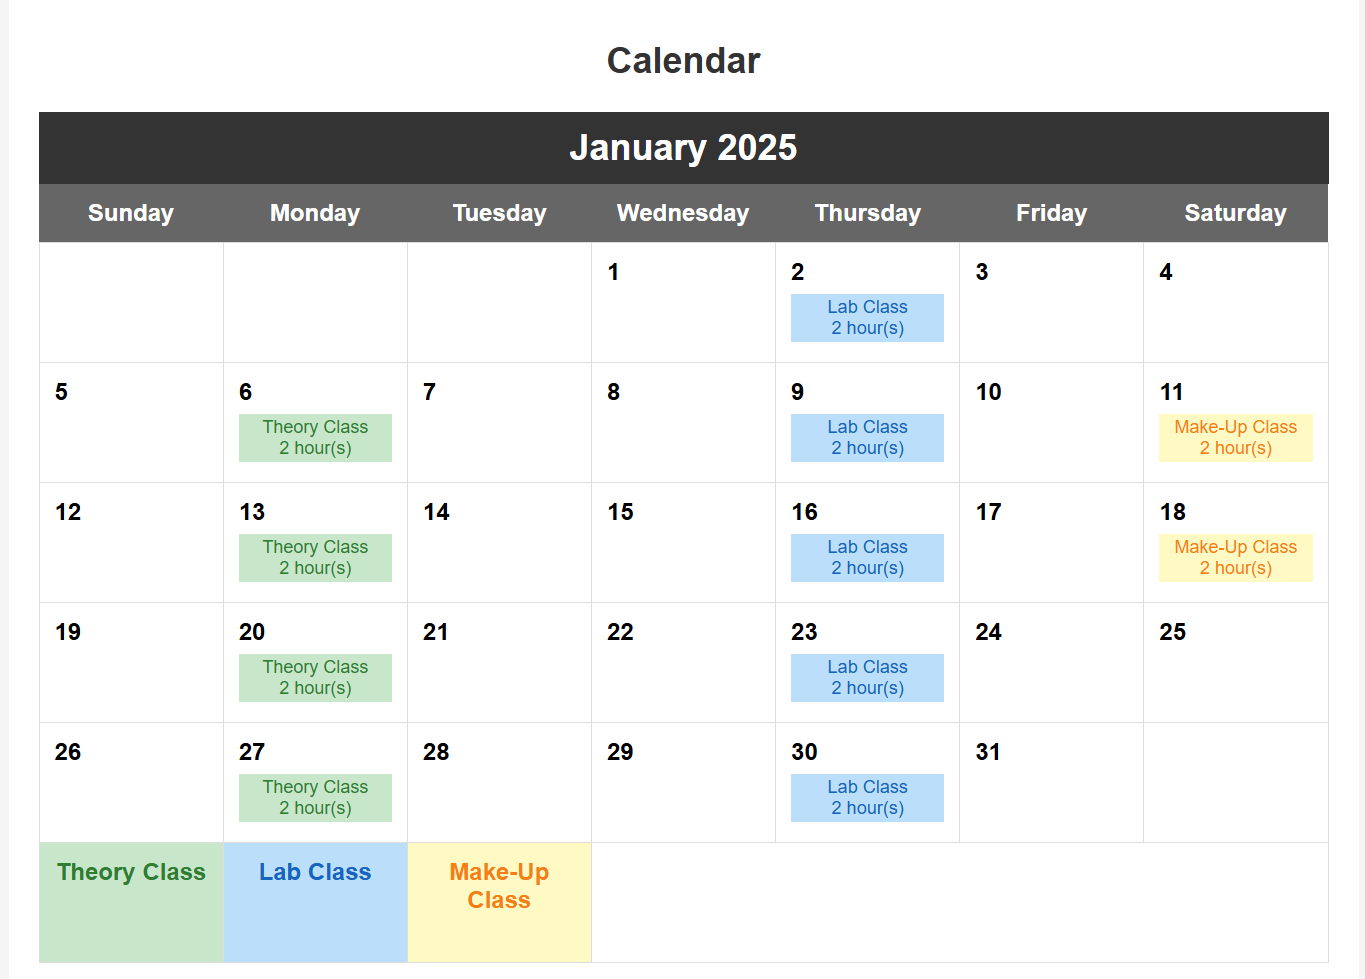 Calendar
January 2025
Sunday Monday Tuesday Wednesday Thursday Friday Saturday
1 2 3 4
Lab Class
2 hour(s)
5 6 7 8 9 10 11
Theory Class Lab Class Make-Up Class
2 hour(s) 2 hour(s) 2 hour(s)
12 13 14 15 16 17 18
Theory Class Lab Class Make-Up Class
2 hour(s) 2 hour(s) 2 hour(s)
19 20 21 22 23 24 25
Theory Class Lab Class
2 hour(s) 2 hour(s)
26 27 28 29 30 31
Theory Class Lab Class
2 hour(s) 2 hour(s)
Theory Class Lab Class Make-Up
Class